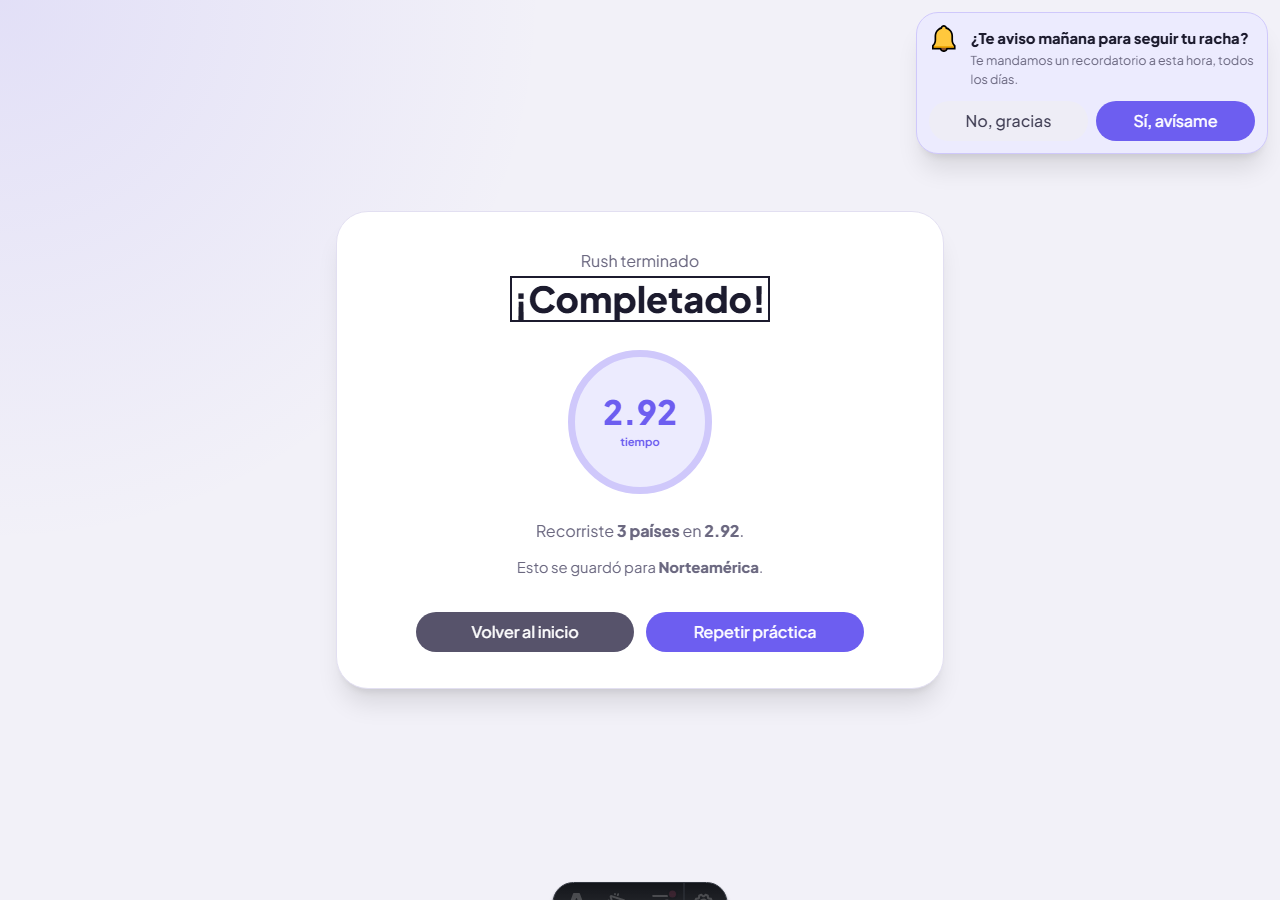 ¿Te aviso mañana para seguir tu racha?
Te mandamos un recordatorio a esta hora, todos
los días.
No, gracias
Sí, avísame
Rush terminado
¡Completado!
2.92
tiempo
Recorriste 3 países en 2.92.
Esto se guardó para Norteamérica.
Volver al inicio
Repetir práctica